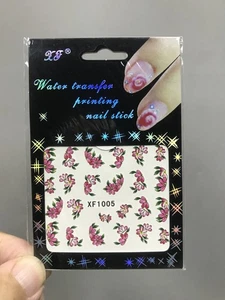 XF®
Water transfer
printing
nail stick
XF1005